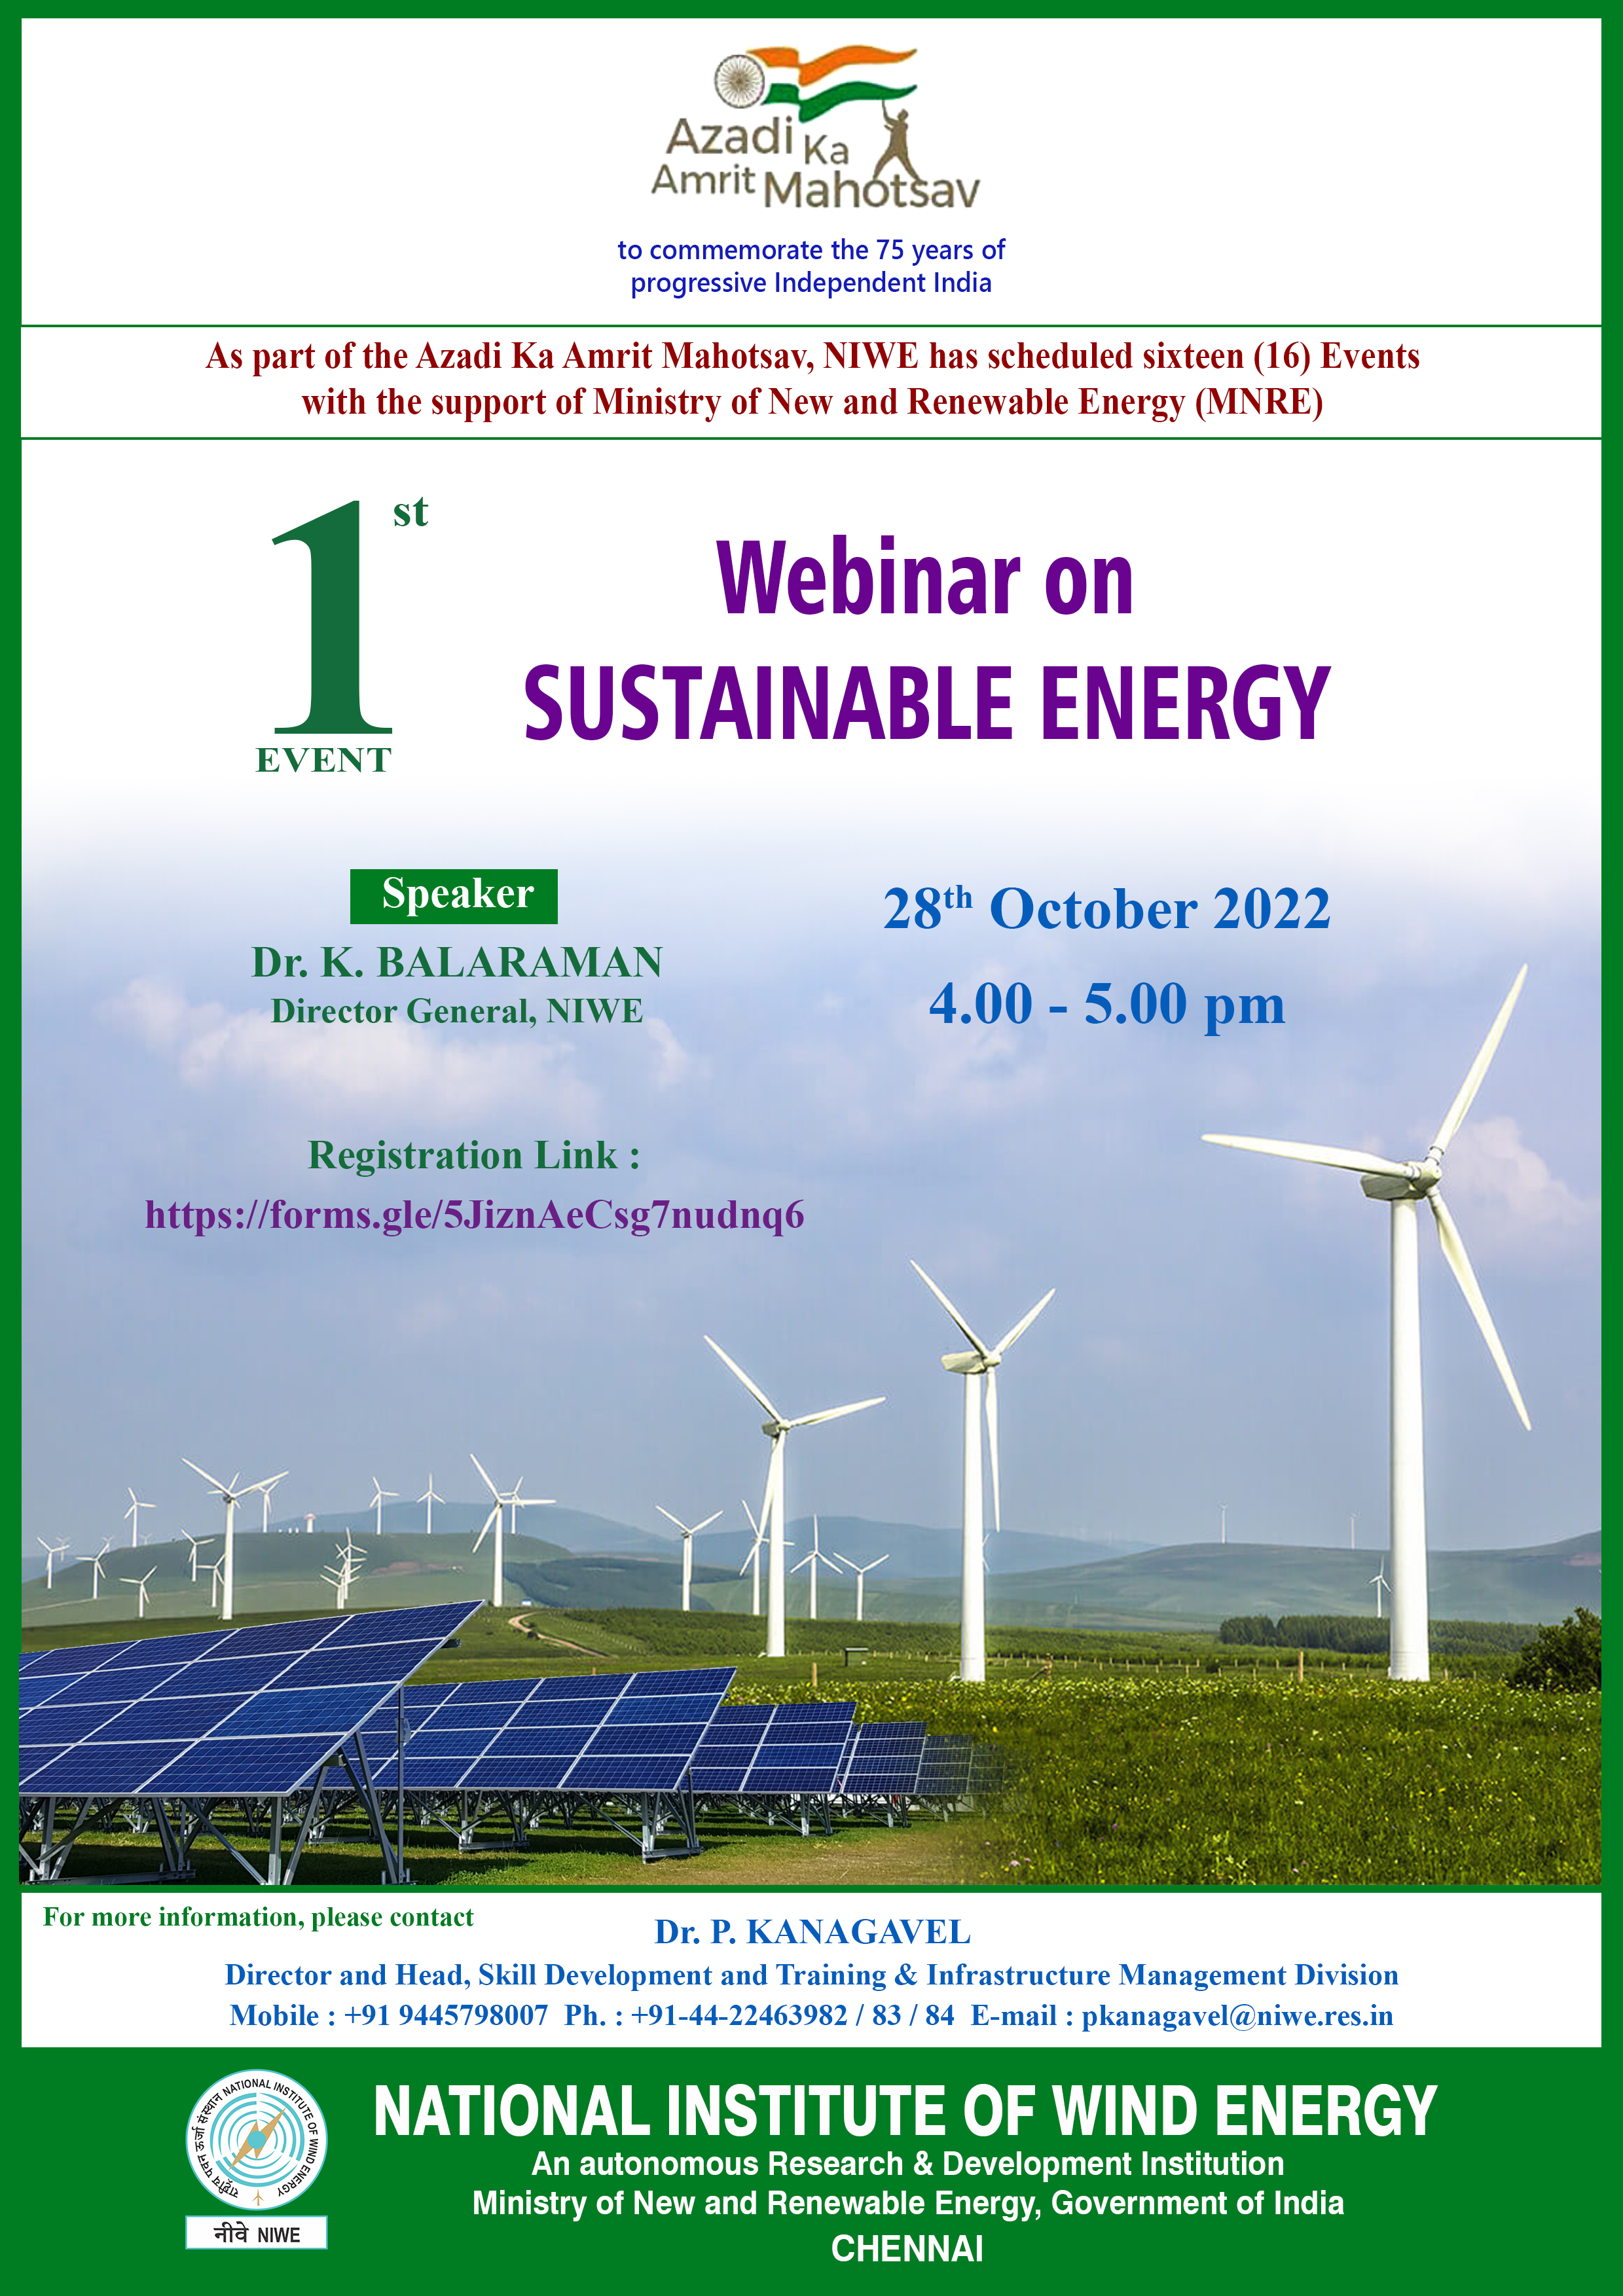 Azadi Ka
Amrit Mahotsav
to commemorate the 75 years of
progressive Independent India
As part of the Azadi Ka Amrit Mahotsav, NIWE has scheduled sixteen (16) Events
with the support of Ministry of New and Renewable Energy (MNRE)
1st
EVENT
Webinar on
SUSTAINABLE ENERGY
Speaker
Dr. K. BALARAMAN
Director General, NIWE
28th October 2022
4.00 - 5.00 pm
Registration Link :
https://forms.gle/5JiznAeCsg7nudnq6
For more information, please contact
Dr. P. KANAGAVEL
Director and Head, Skill Development and Training & Infrastructure Management Division
Mobile : +91 9445798007 Ph. : +91-44-22463982 / 83 / 84 E-mail : pkanagavel@niwe.res.in
राष्ट्रीय पवन ऊर्जा संस्थान NATIONAL INSTITUTE OF WIND ENERGY
नीवे NIWE
NATIONAL INSTITUTE OF WIND ENERGY
An autonomous Research & Development Institution
Ministry of New and Renewable Energy, Government of India
CHENNAI